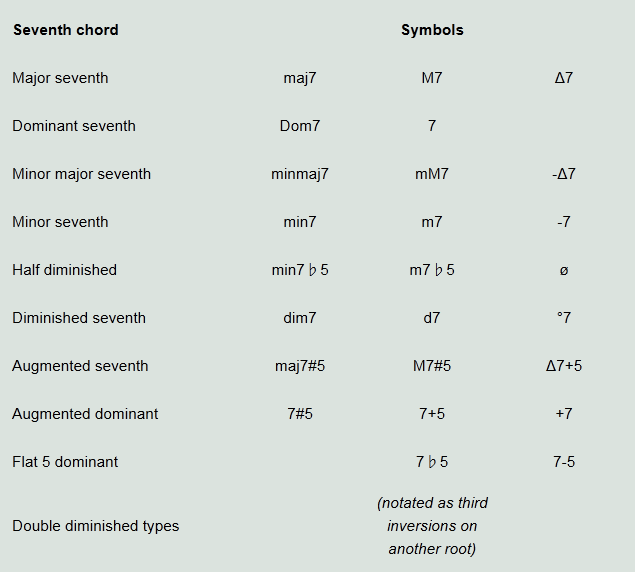 Seventh chord Symbols
Major seventh maj7 M7 Δ7
Dominant seventh Dom7 7
Minor major seventh minmaj7 mM7 -Δ7
Minor seventh min7 m7 -7
Half diminished min7♭5 m7♭5 ø
Diminished seventh dim7 d7 °7
Augmented seventh maj7#5 M7#5 Δ7+5
Augmented dominant 7#5 7+5 +7
Flat 5 dominant 7♭5 7-5
(notated as third
Double diminished types inversions on
another root)